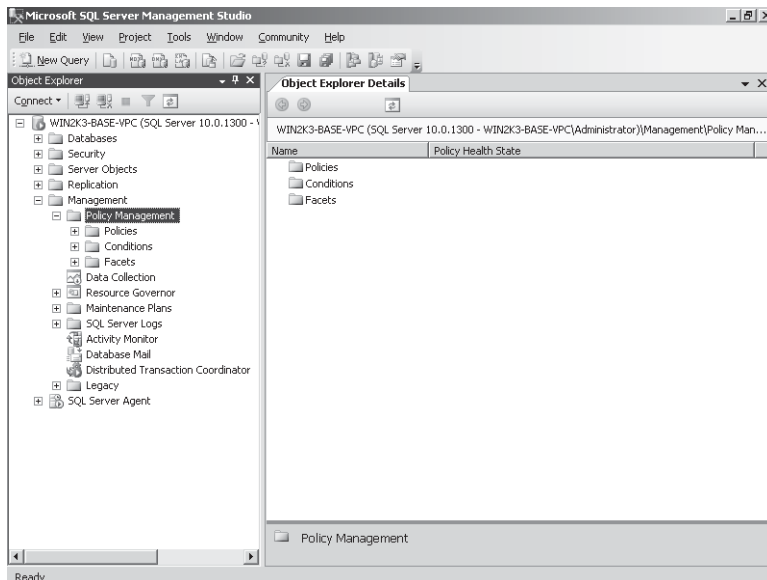 Microsoft SQL Server Management Studio
File Edit View Project Tools Window Community Help
New Query
Object Explorer
Connect
WIN2K3-BASE-VPC (SQL Server 10.0.1300 - W
Databases
Security
Server Objects
Replication
Management
Policy Management
Policies
Conditions
Facets
Data Collection
Resource Governor
Maintenance Plans
SQL Server Logs
Activity Monitor
Database Mail
Distributed Transaction Coordinator
Legacy
SQL Server Agent
Object Explorer Details
WIN2K3-BASE-VPC (SQL Server 10.0.1300 - WIN2K3-BASE-VPC\Administrator)\Management\Policy Man...
Name Policy Health State
Policies
Conditions
Facets
Policy Management
Ready